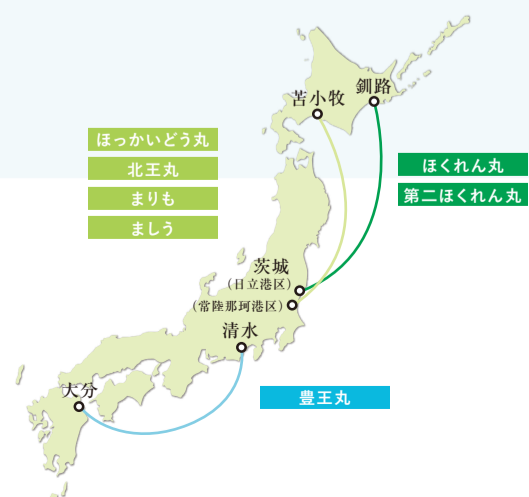 釧路
苫小牧
ほっかいどう丸
北王丸
まりも
ましう
ほくれん丸
第二ほくれん丸
茨城
(日立港区)
(常陸那珂港区)
清水
大分
豊王丸